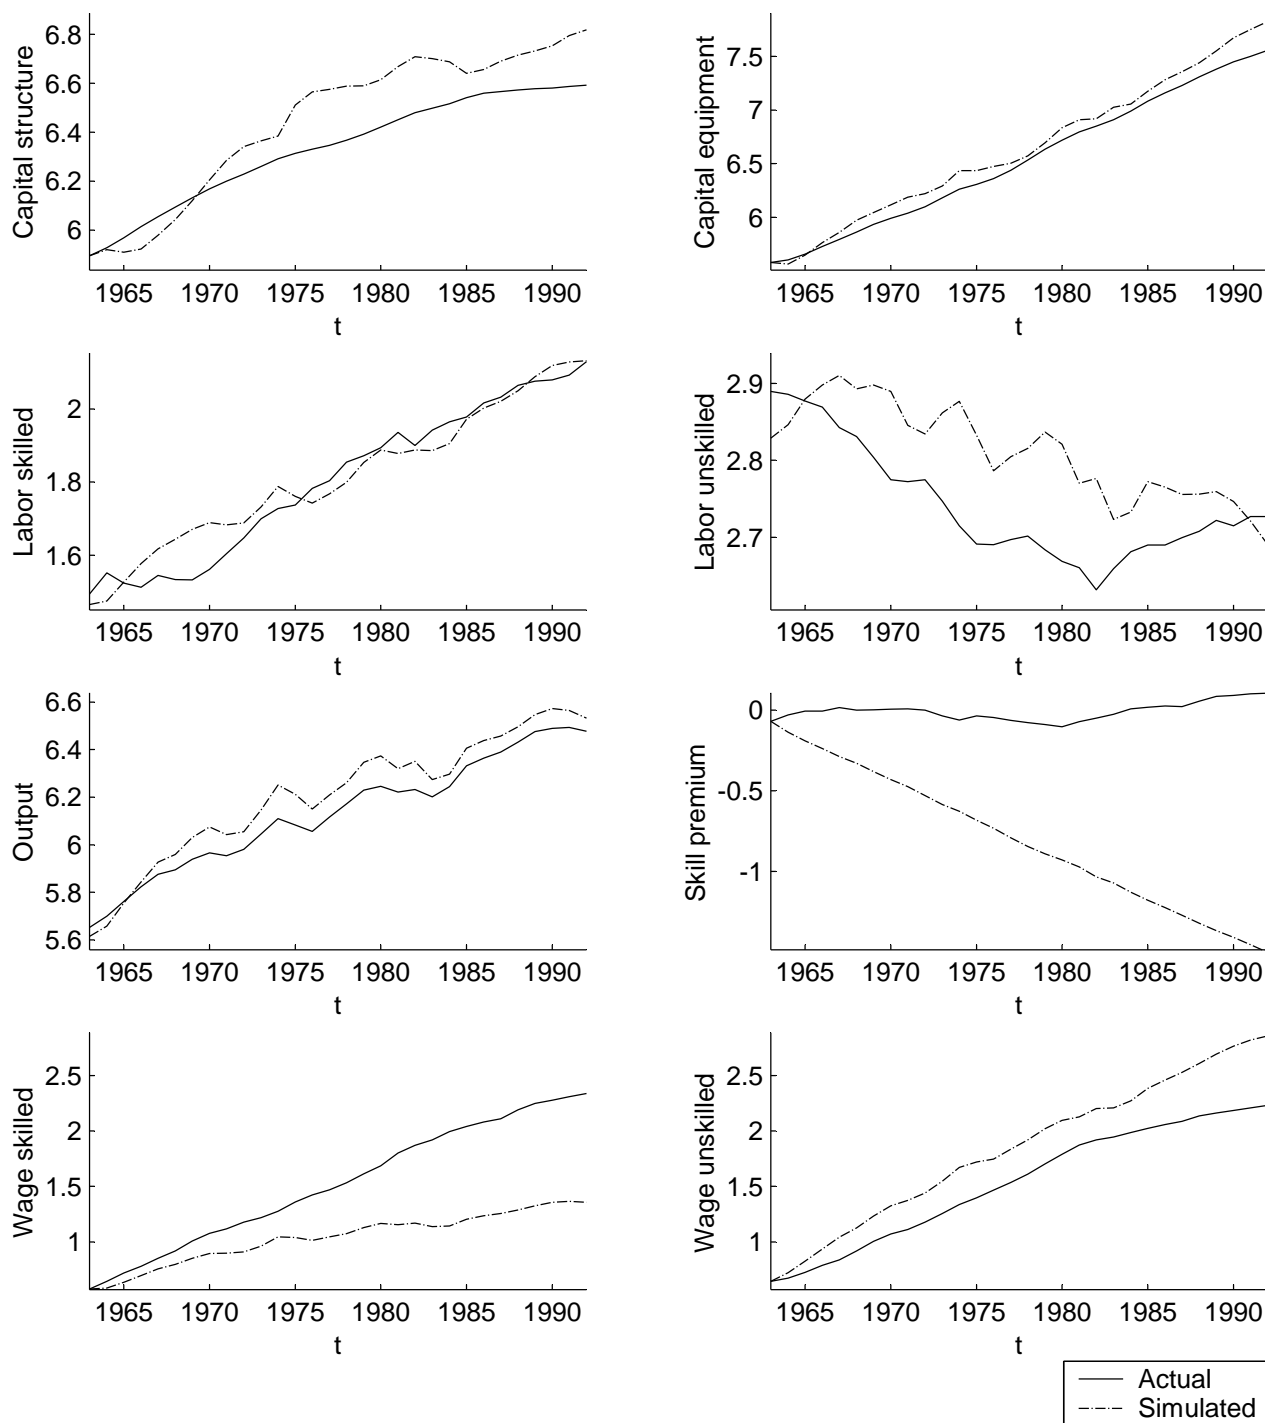 Capital structure
6.8
6.6
6.4
6.2
6
1965 1970 1975 1980 1985 1990
t
Capital equipment
7.5
7
6.5
6
1965 1970 1975 1980 1985 1990
t
Labor skilled
2
1.8
1.6
1965 1970 1975 1980 1985 1990
t
Labor unskilled
2.9
2.8
2.7
1965 1970 1975 1980 1985 1990
t
Output
6.6
6.4
6.2
6
5.8
5.6
1965 1970 1975 1980 1985 1990
t
Skill premium
0
-0.5
-1
1965 1970 1975 1980 1985 1990
t
Wage skilled
2.5
2
1.5
1
1965 1970 1975 1980 1985 1990
t
Wage unskilled
2.5
2
1.5
1
1965 1970 1975 1980 1985 1990
t
Actual
Simulated